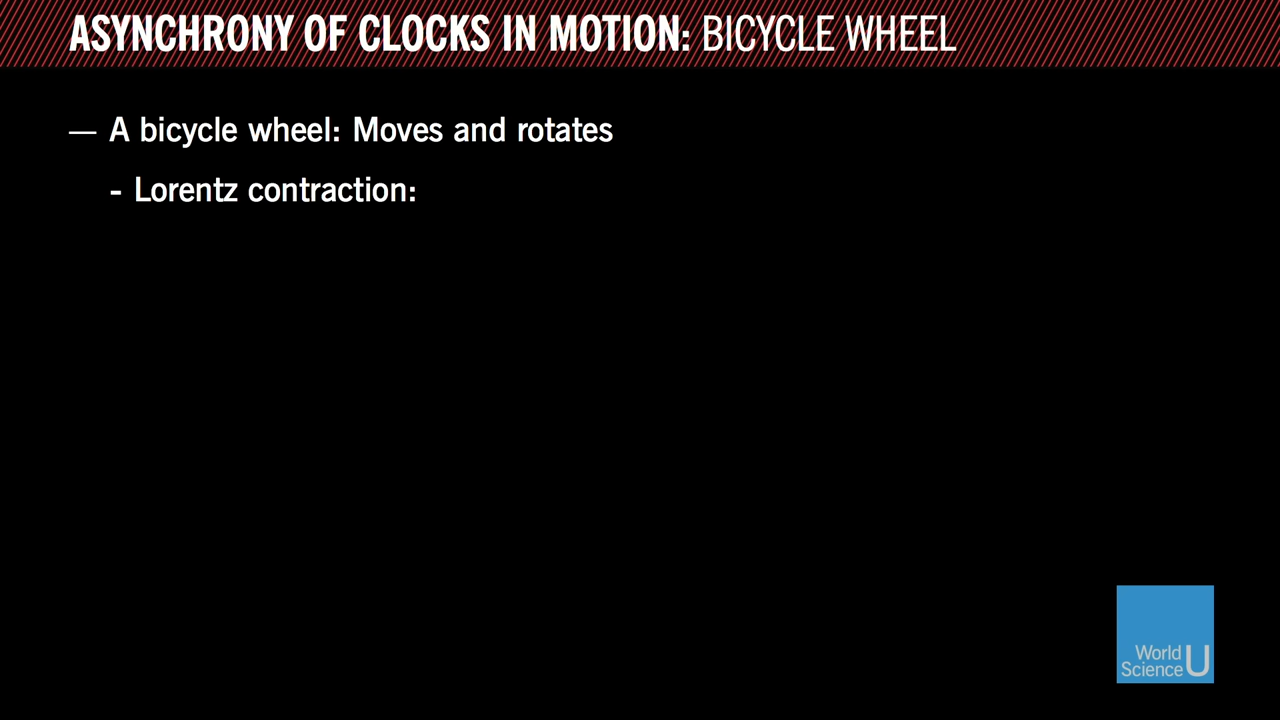 ASYNCHRONY OF CLOCKS IN MOTION: BICYCLE WHEEL
— A bicycle wheel: Moves and rotates
- Lorentz contraction:
World
Science U